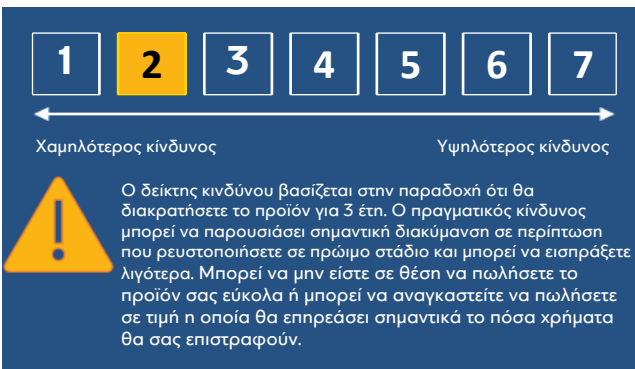 1 2 3 4 5 6 7
Χαμηλότερος κίνδυνος Υψηλότερος κίνδυνος
Ο δείκτης κινδύνου βασίζεται στην παραδοχή ότι θα
διακρατήσετε το προϊόν για 3 έτη. Ο πραγματικός κίνδυνος
μπορεί να παρουσιάσει σημαντική διακύμανση σε περίπτωση
που ρευστοποιήσετε σε πρώιμο στάδιο και μπορεί να εισπράξετε
λιγότερα. Μπορεί να μην είστε σε θέση να πωλήσετε το
προϊόν σας εύκολα ή μπορεί να αναγκαστείτε να πωλήσετε
σε τιμή η οποία θα επηρεάσει σημαντικά το πόσα χρήματα
θα σας επιστραφούν.